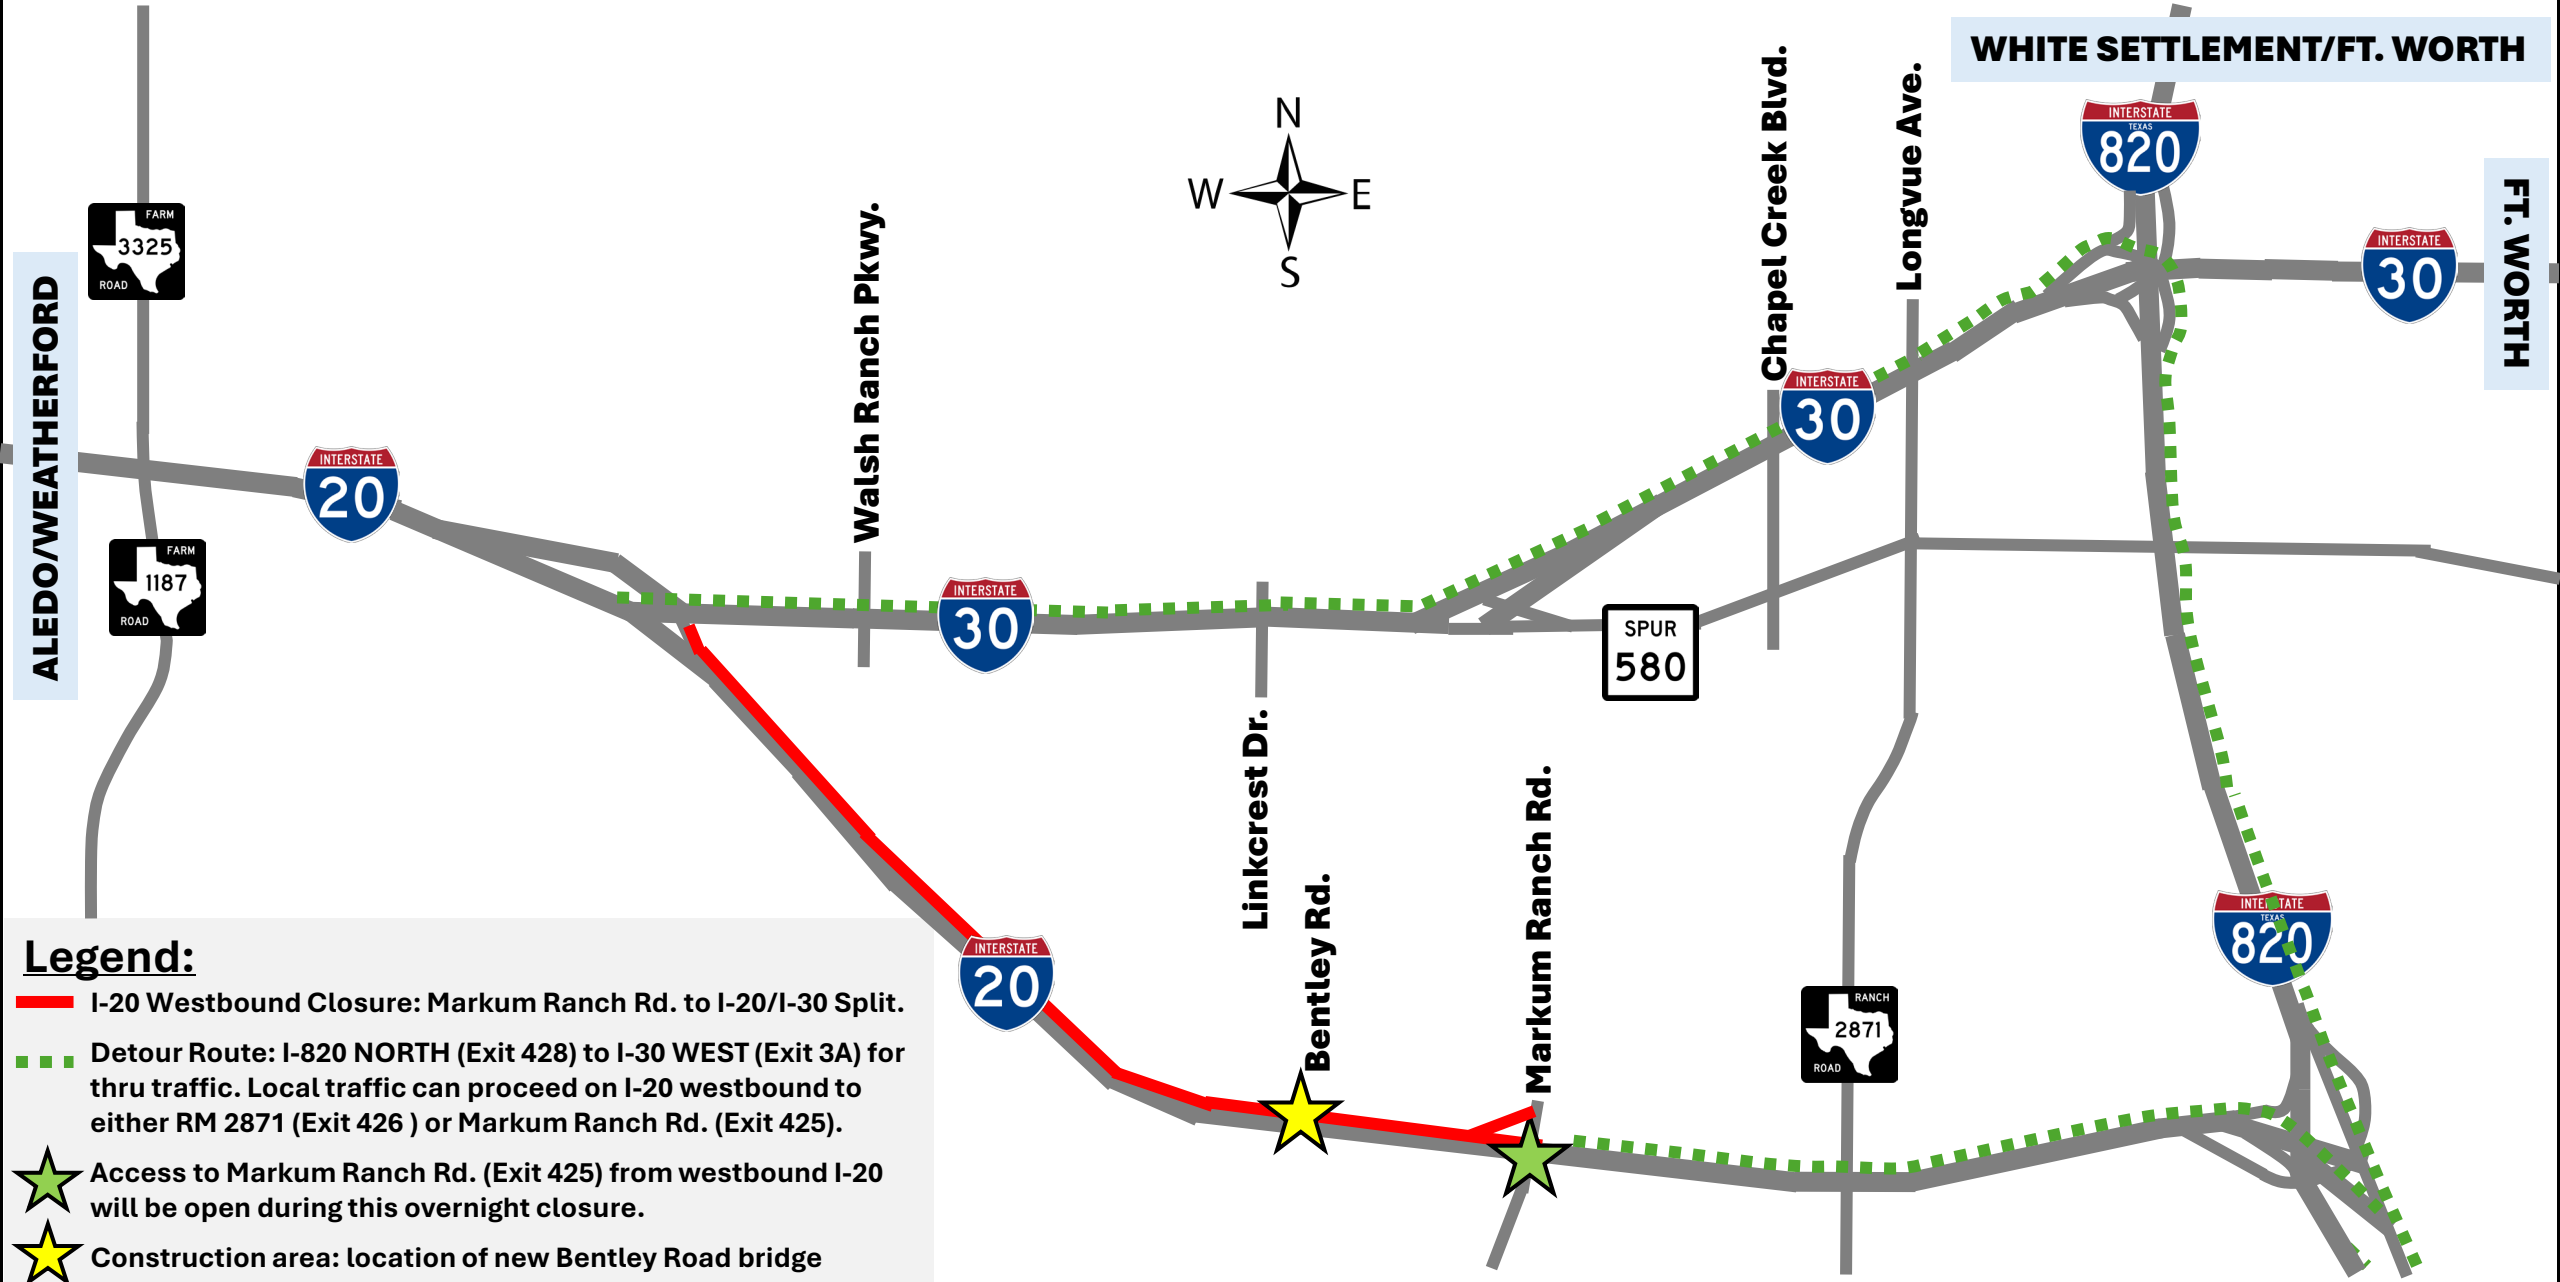 WHITE SETTLEMENT/FT. WORTH
Chapel Creek Blvd.
Longvue Ave.
INTERSTATE
TEXAS
820
N
W
E
S
FARM
3325
ROAD
Walsh Ranch Pkwy.
FT. WORTH
INTERSTATE
30
ALEDO/WEATHERFORD
INTERSTATE
30
INTERSTATE
20
FARM
1187
ROAD
INTERSTATE
30
SPUR
580
Linkcrest Dr.
Markum Ranch Rd.
Bentley Rd.
INTERSTATE
TEXAS
820
INTERSTATE
20
RANCH
2871
ROAD
Legend:
I-20 Westbound Closure: Markum Ranch Rd. to I-20/I-30 Split.
Detour Route: I-820 NORTH (Exit 428) to I-30 WEST (Exit 3A) for
thru traffic. Local traffic can proceed on I-20 westbound to
either RM 2871 (Exit 426 ) or Markum Ranch Rd. (Exit 425).
Access to Markum Ranch Rd. (Exit 425) from westbound I-20
will be open during this overnight closure.
Construction area: location of new Bentley Road bridge